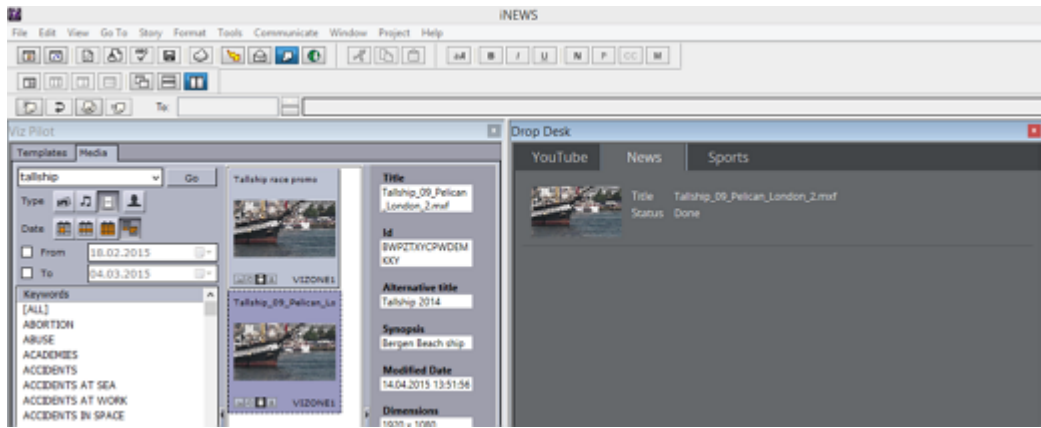 iNEWS
File Edit View Go To Story Format Tools Communicate Window Project Help
aA B I U N P CC M
To:
Viz Pilot
Templates Media
tallship Go
Type
Date
From 18.02.2015
To 04.03.2015
Keywords
[ALL]
ABORTION
ABUSE
ACADEMIES
ACCIDENTS
ACCIDENTS AT SEA
ACCIDENTS AT WORK
ACCIDENTS IN SPACE
Tallship race promo
VIZONE1
Tallship_09_Pelican_Lo
VIZONE1
Title
Tallship_09_Pelican
_London_2.mxf
Id
BWPZTXYCPWDEM
KKY
Alternative title
Tallship 2014
Synopsis
Bergen Beach ship
Modified Date
14.04.2015 13:51:56
Dimensions
1920 x 1080,
Drop Desk
YouTube News Sports
Title Tallship_09_Pelican_London_2.mxf
Status Done